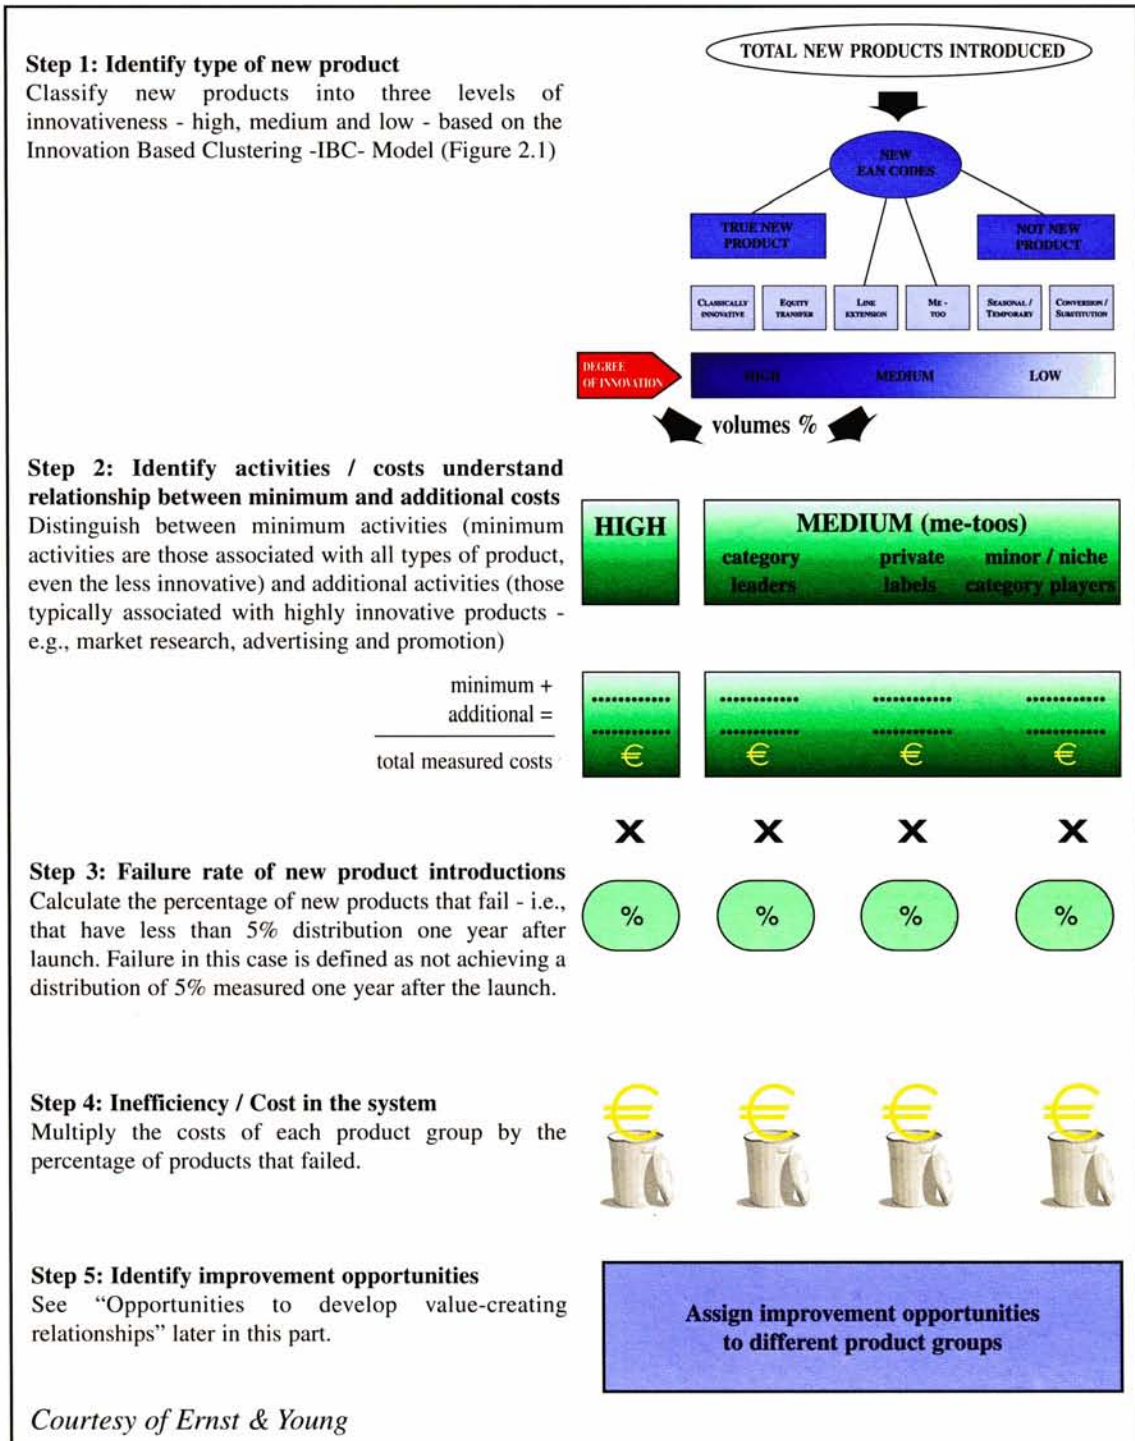 Step 1: Identify type of new product
Classify new products into three levels of
innovativeness - high, medium and low - based on the
Innovation Based Clustering -IBC- Model (Figure 2.1)
TOTAL NEW PRODUCTS INTRODUCED
NEW
EAN CODES
TRUE NEW
PRODUCT
NOT NEW
PRODUCT
CLASSICALLY
INNOVATIVE
EQUITY
TRANSFER
LINE
EXTENSION
ME -
TOO
SEASONAL /
TEMPORARY
CONVERSION /
SUBSTITUTION
DEGREE
OF INNOVATION
HIGH MEDIUM LOW
volumes %
Step 2: Identify activities / costs understand
relationship between minimum and additional costs
Distinguish between minimum activities (minimum
activities are those associated with all types of product,
even the less innovative) and additional activities (those
typically associated with highly innovative products -
e.g., market research, advertising and promotion)
HIGH
MEDIUM (me-toos)
category private minor / niche
leaders labels category players
minimum +
additional =
total measured costs
€ € € €
X X X X
Step 3: Failure rate of new product introductions
Calculate the percentage of new products that fail - i.e.,
that have less than 5% distribution one year after
launch. Failure in this case is defined as not achieving a
distribution of 5% measured one year after the launch.
% % % %
Step 4: Inefficiency / Cost in the system
Multiply the costs of each product group by the
percentage of products that failed.
€ € € €
Step 5: Identify improvement opportunities
See “Opportunities to develop value-creating
relationships” later in this part.
Assign improvement opportunities
to different product groups
Courtesy of Ernst & Young